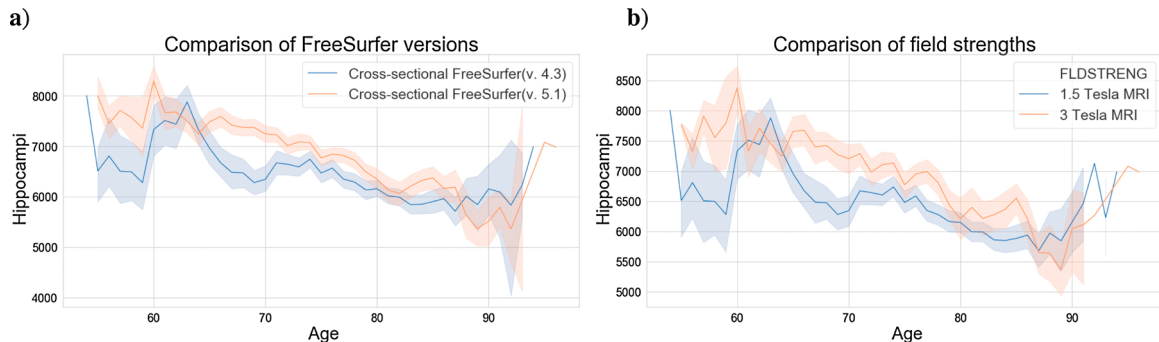 a)
Comparison of FreeSurfer versions
Cross-sectional FreeSurfer(v. 4.3)
Cross-sectional FreeSurfer(v. 5.1)
Hippocampi
8000
7000
6000
5000
4000
60
70
80
90
Age
b)
Comparison of field strengths
FLDSTRENG
1.5 Tesla MRI
3 Tesla MRI
Hippocampi
8500
8000
7500
7000
6500
6000
5500
5000
60
70
80
90
Age